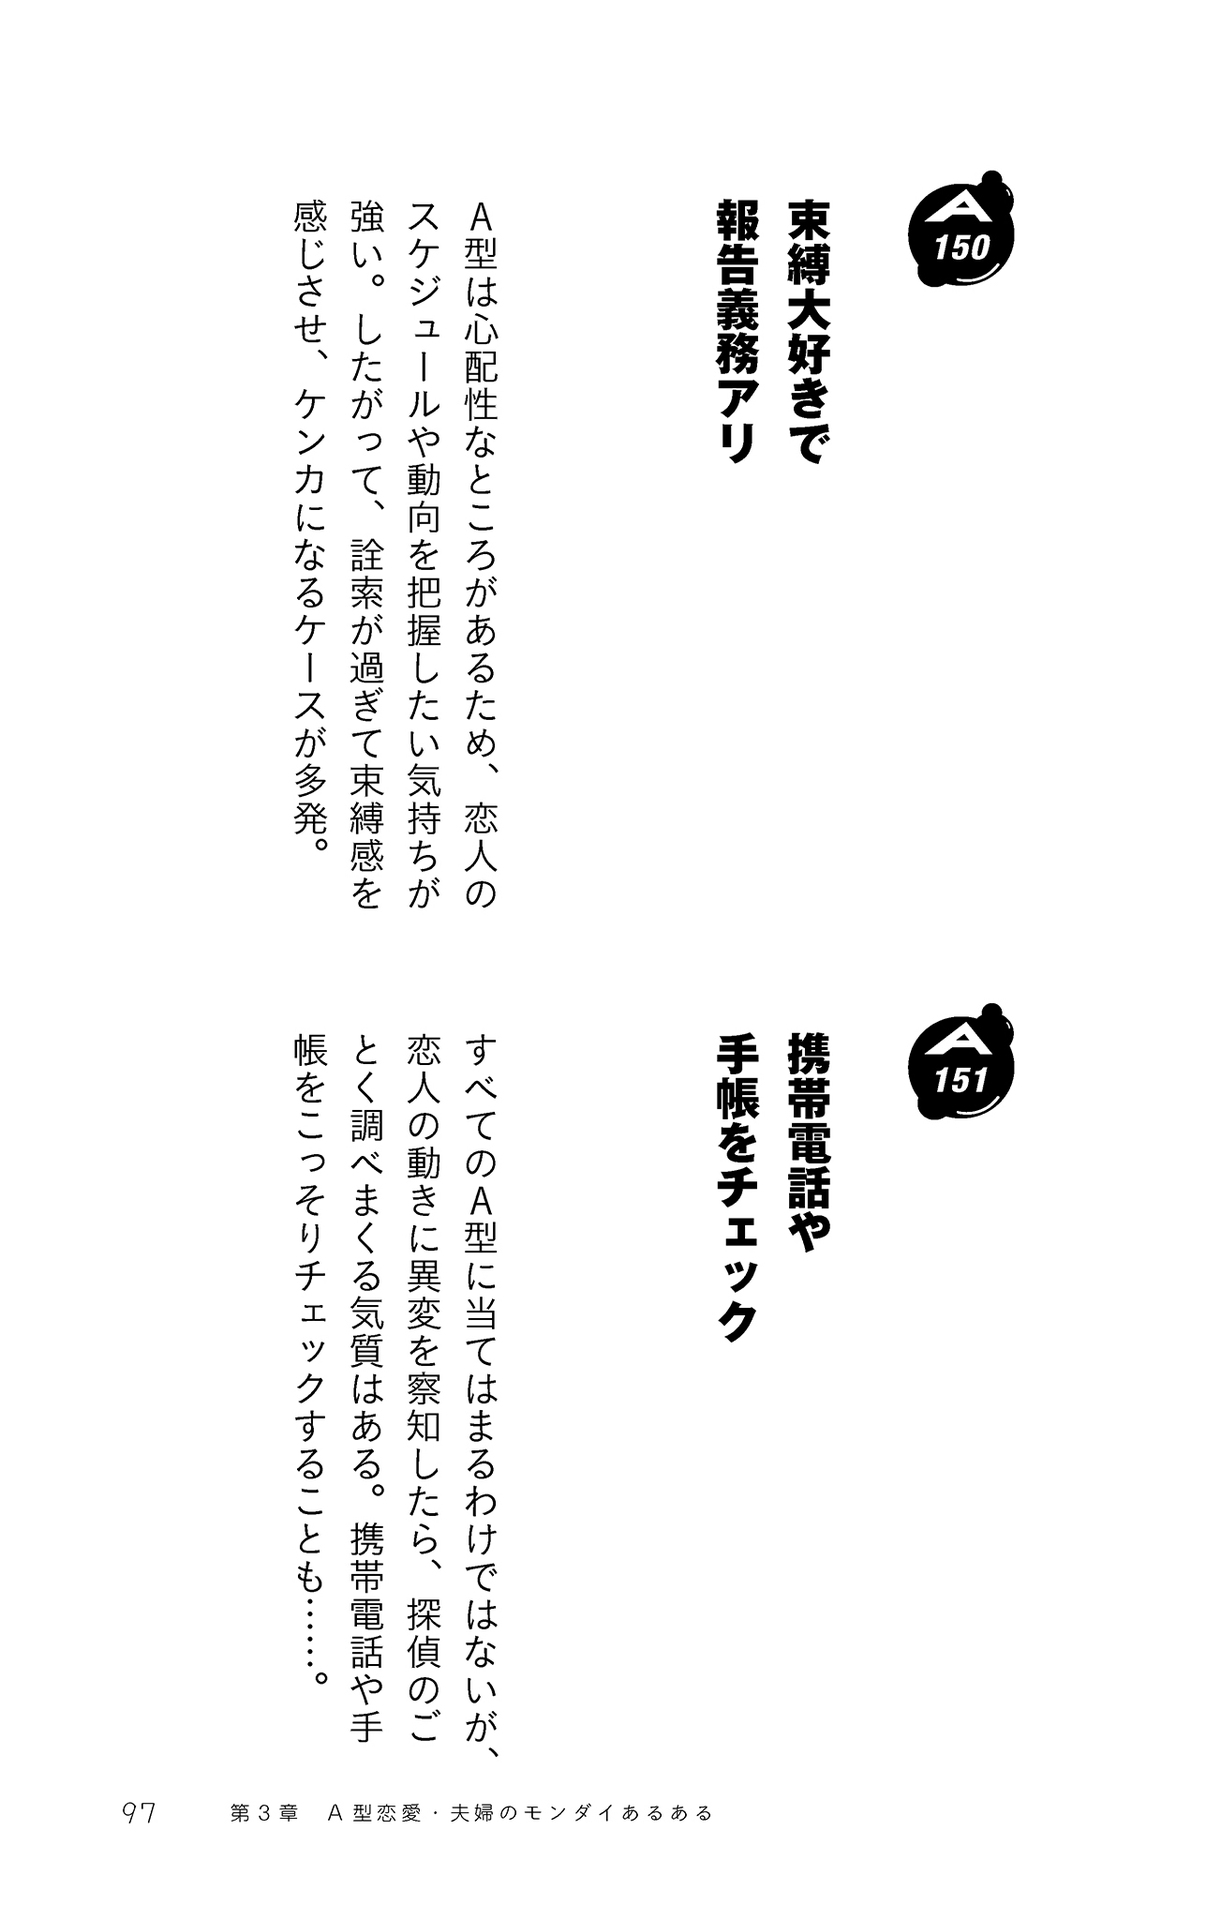 A
150
束縛大好きで
報告義務アリ
A型は心配性なところがあるため、恋人の
スケジュールや動向を把握したい気持ちが
強い。したがって、詮索が過ぎて束縛感を
感じさせ、ケンカになるケースが多発。
A
151
携帯電話や
手帳をチェック
すべてのA型に当てはまるわけではないが、
恋人の動きに異変を察知したら、探偵のご
とく調べまくる気質はある。携帯電話や手
帳をこっそりチェックすることも……。
97 第3章 A型恋愛・夫婦のモンダイあるある